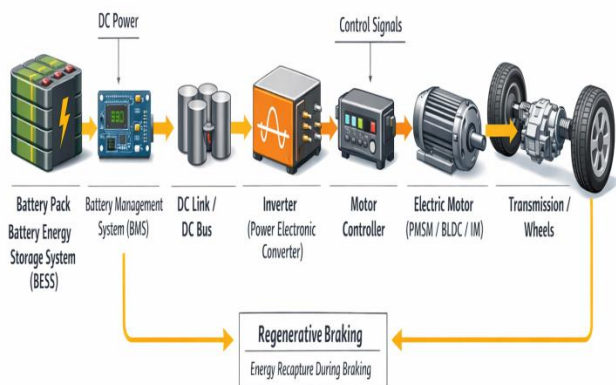 DC Power
Control Signals
Battery Pack
Battery Energy
Storage System
(BESS)
Battery Management
System (BMS)
DC Link /
DC Bus
Inverter
(Power Electronic
Converter)
Motor
Controller
Electric Motor
(PMSM / BLDC / IM)
Transmission /
Wheels
Regenerative Braking
Energy Recapture During Braking